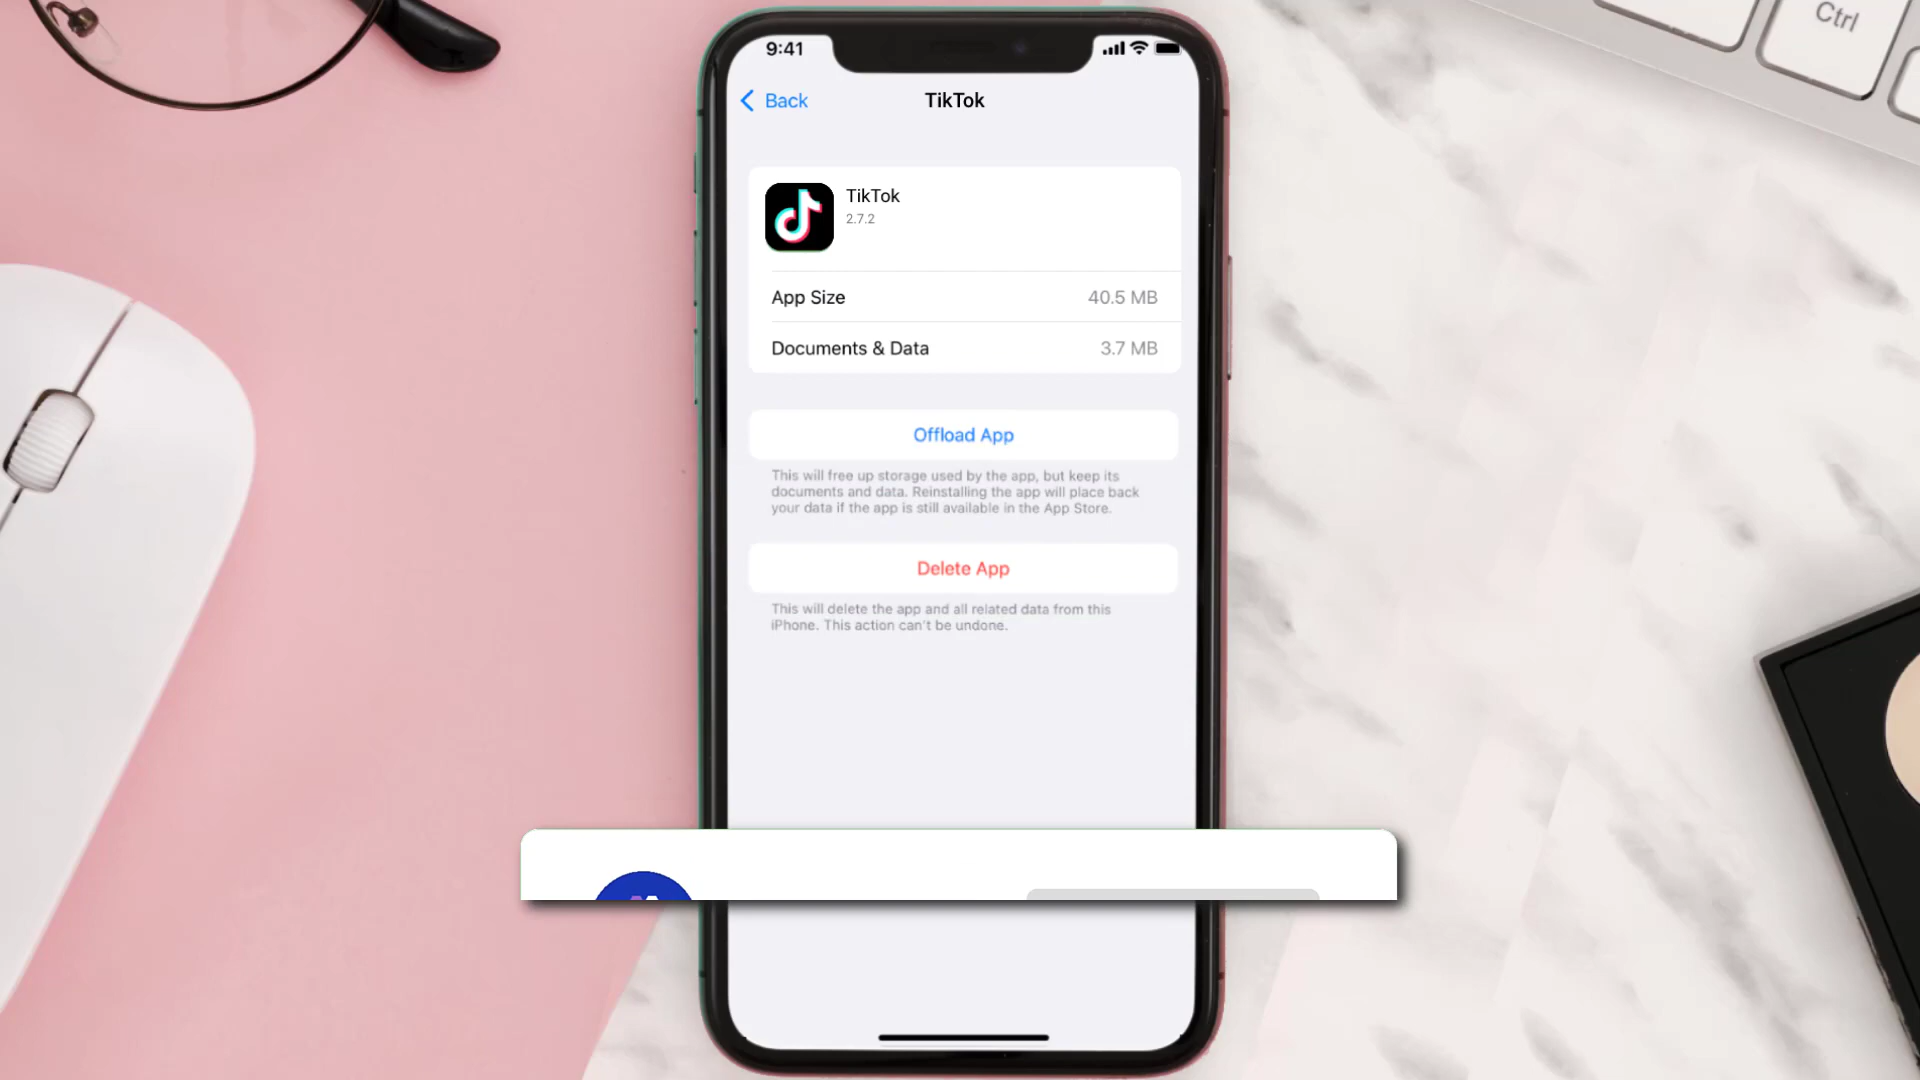 Ctrl
9:41
Back
TikTok
TikTok
2.7.2
App Size
40.5 MB
Documents & Data
3.7 MB
Offload App
This will free up storage used by the app, but keep its
documents and data. Reinstalling the app will place back
your data if the app is still available in the App Store.
Delete App
This will delete the app and all related data from this
iPhone. This action can't be undone.